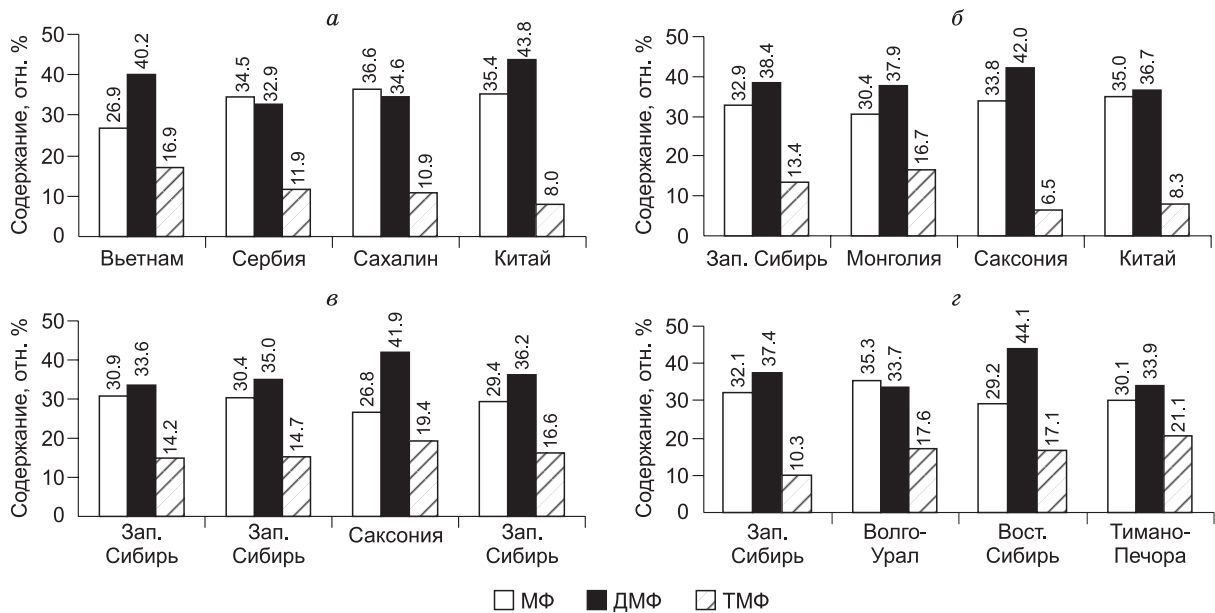 а
Содержание, отн. %
50
40
30
20
10
0
26.9
40.2
16.9
34.5
32.9
11.9
36.6
34.6
10.9
35.4
43.8
8.0
Вьетнам
Сербия
Сахалин
Китай
б
Содержание, отн. %
50
40
30
20
10
0
32.9
38.4
13.4
30.4
37.9
16.7
33.8
42.0
6.5
35.0
36.7
8.3
Зап. Сибирь
Монголия
Саксония
Китай
в
Содержание, отн. %
50
40
30
20
10
0
30.9
33.6
14.2
30.4
35.0
14.7
26.8
41.9
19.4
29.4
36.2
16.6
Зап.
Сибирь
Зап.
Сибирь
Саксония
Зап.
Сибирь
г
Содержание, отн. %
50
40
30
20
10
0
32.1
37.4
10.3
35.3
33.7
17.6
29.2
44.1
17.1
30.1
33.9
21.1
Зап.
Сибирь
Волго-
Урал
Вост.
Сибирь
Тимано-
Печора
МФ
ДМФ
ТМФ